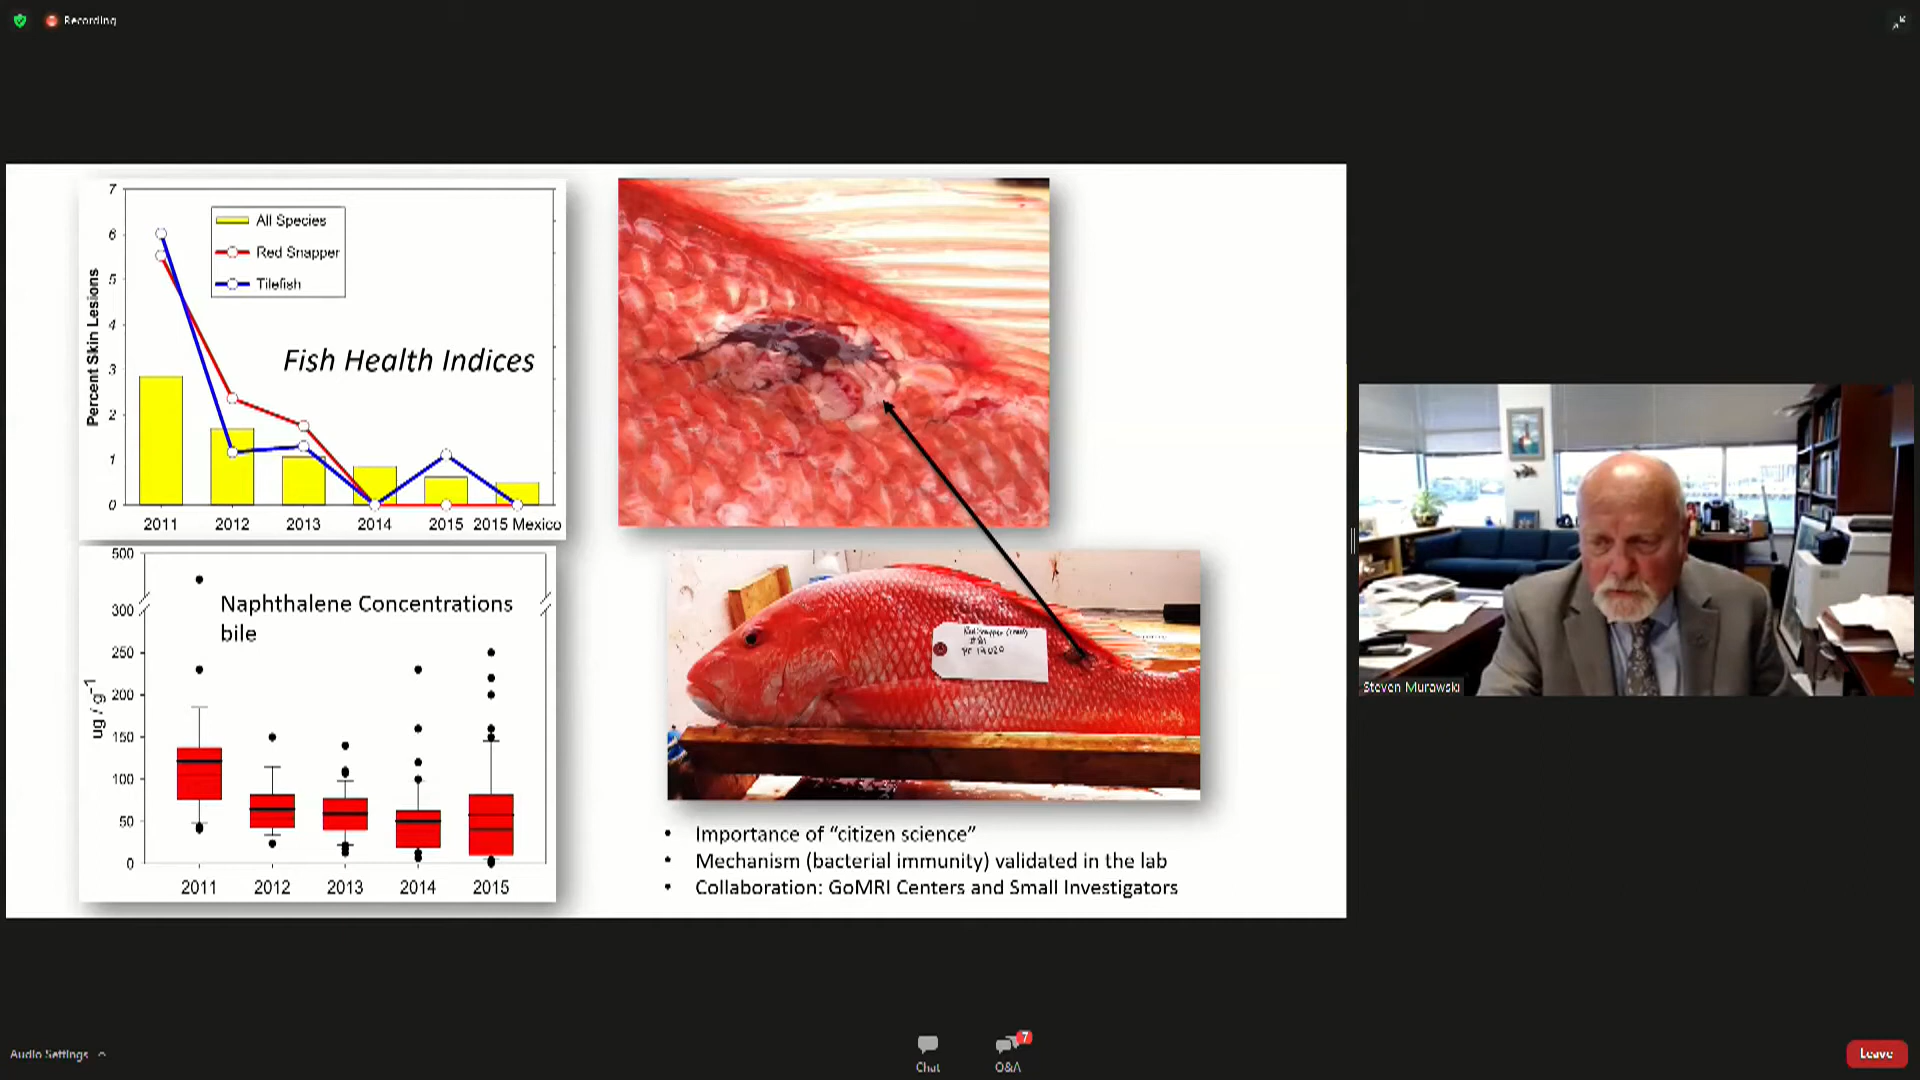 Recording
7
6
5
4
3
2
1
0
Percent Skin Lesions
All Species
Red Snapper
Tilefish
Fish Health Indices
2011 2012 2013 2014 2015 2015 Mexico
500
300
250
200
150
100
50
0
ug / g⁻¹
Naphthalene Concentrations
bile
2011 2012 2013 2014 2015
Red Snapper
• Importance of “citizen science”
• Mechanism (bacterial immunity) validated in the lab
• Collaboration: GoMRI Centers and Small Investigators
Steven Murawski
Audio Settings
Chat
7
Q&A
Leave